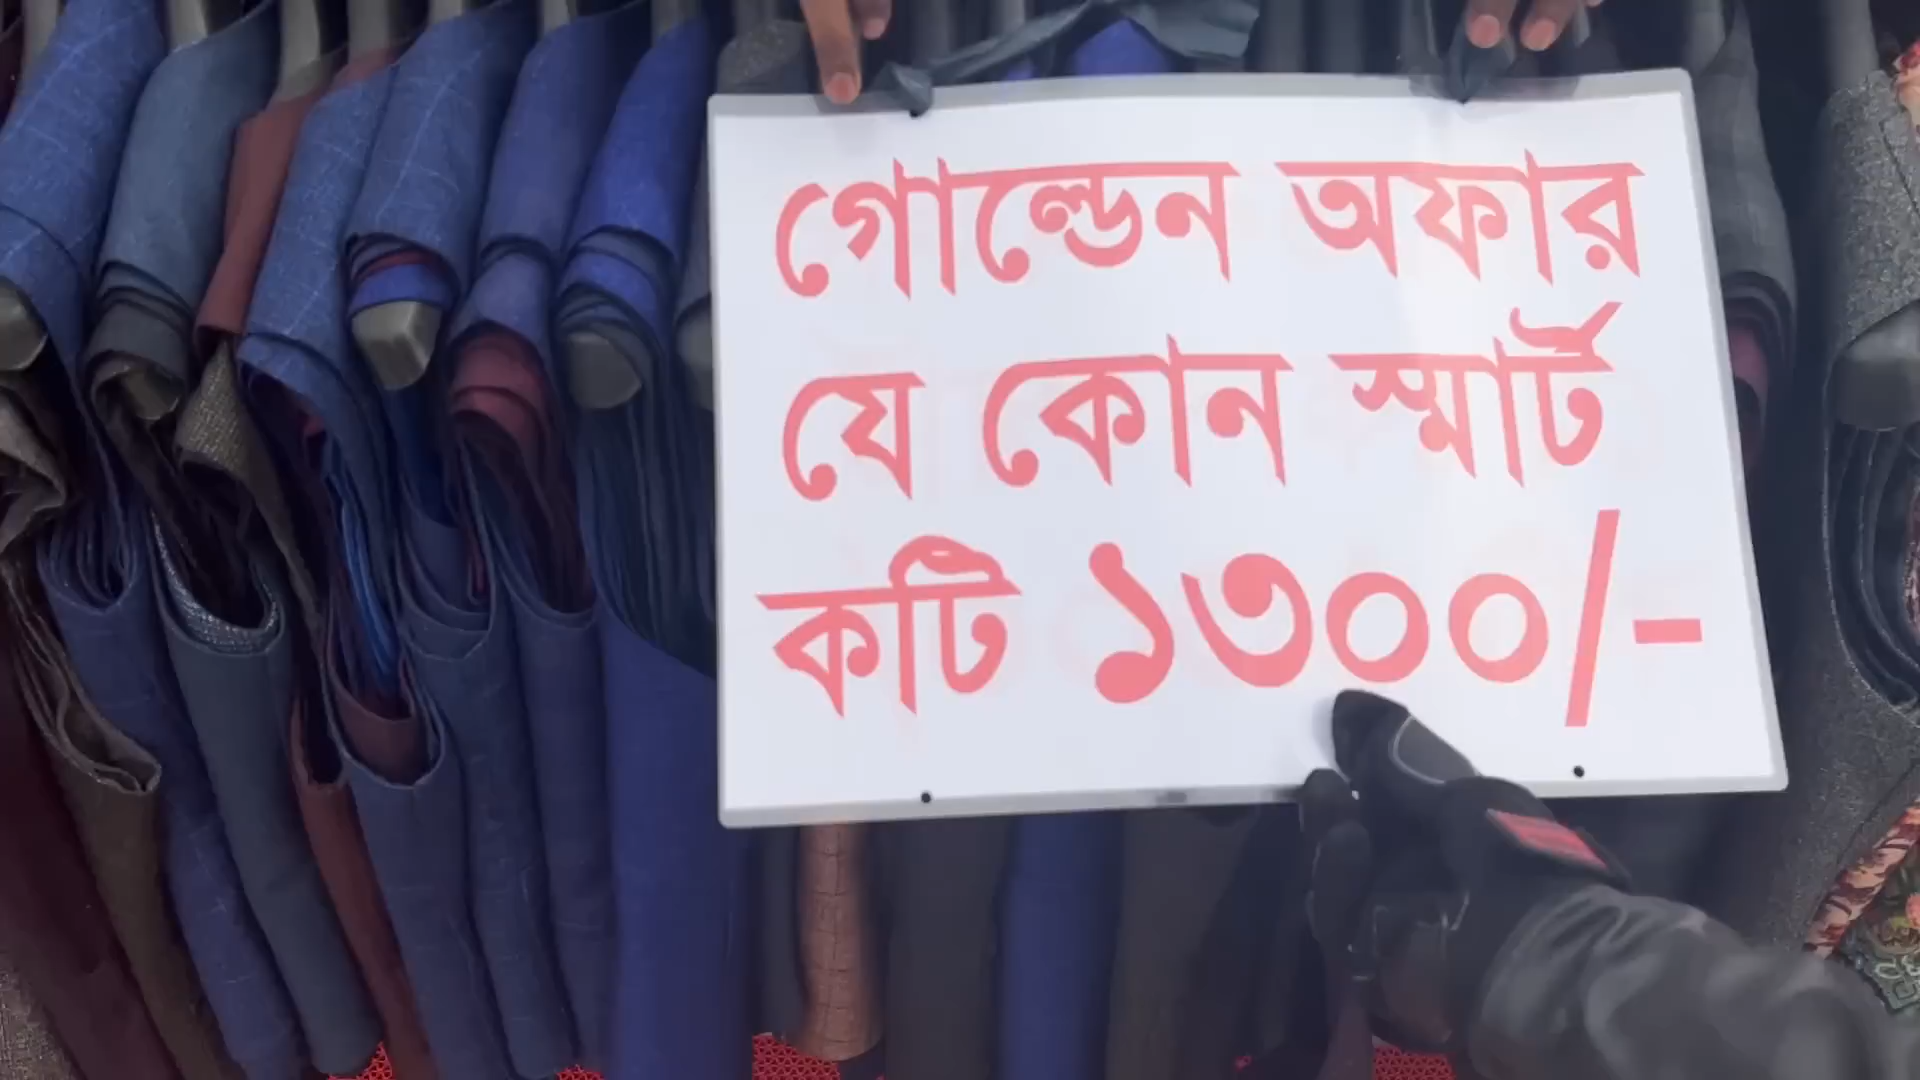 গোল্ডেন অফার
যে কোন স্মার্ট
কটি ১৩০০/-